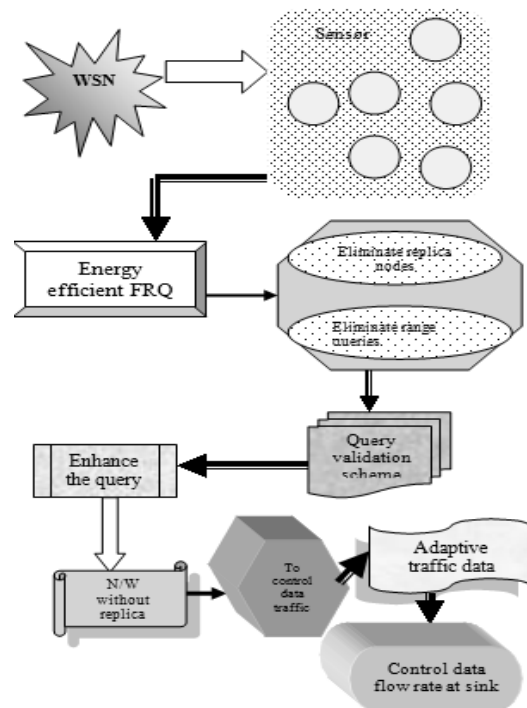 WSN
Sensor
Energy
efficient FRQ
Eliminate replica
nodes
Eliminate range
queries.
Query
validation
scheme
Enhance
the query
N/W
without
replica
To
control
data
traffic
Adaptive
traffic data
Control data
flow rate at sink